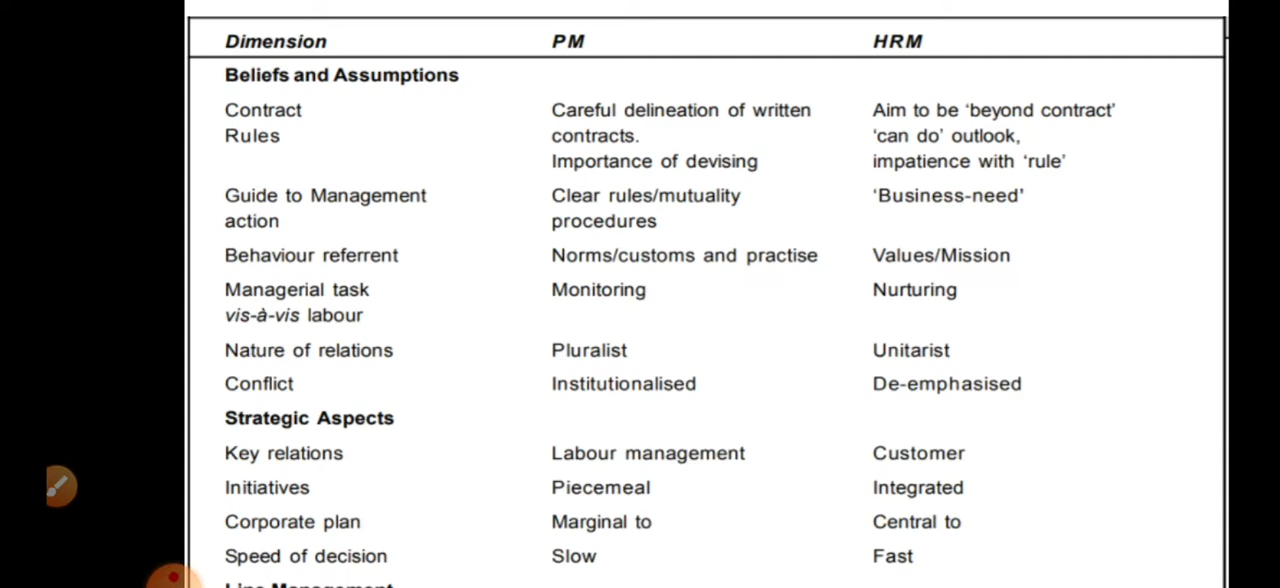 Dimension PM HRM
Beliefs and Assumptions
Contract Careful delineation of written Aim to be ‘beyond contract’
Rules contracts. ‘can do’ outlook,
Importance of devising impatience with ‘rule’
Guide to Management Clear rules/mutuality ‘Business-need’
action procedures
Behaviour referrent Norms/customs and practise Values/Mission
Managerial task Monitoring Nurturing
vis-à-vis labour
Nature of relations Pluralist Unitarist
Conflict Institutionalised De-emphasised
Strategic Aspects
Key relations Labour management Customer
Initiatives Piecemeal Integrated
Corporate plan Marginal to Central to
Speed of decision Slow Fast
Line Management